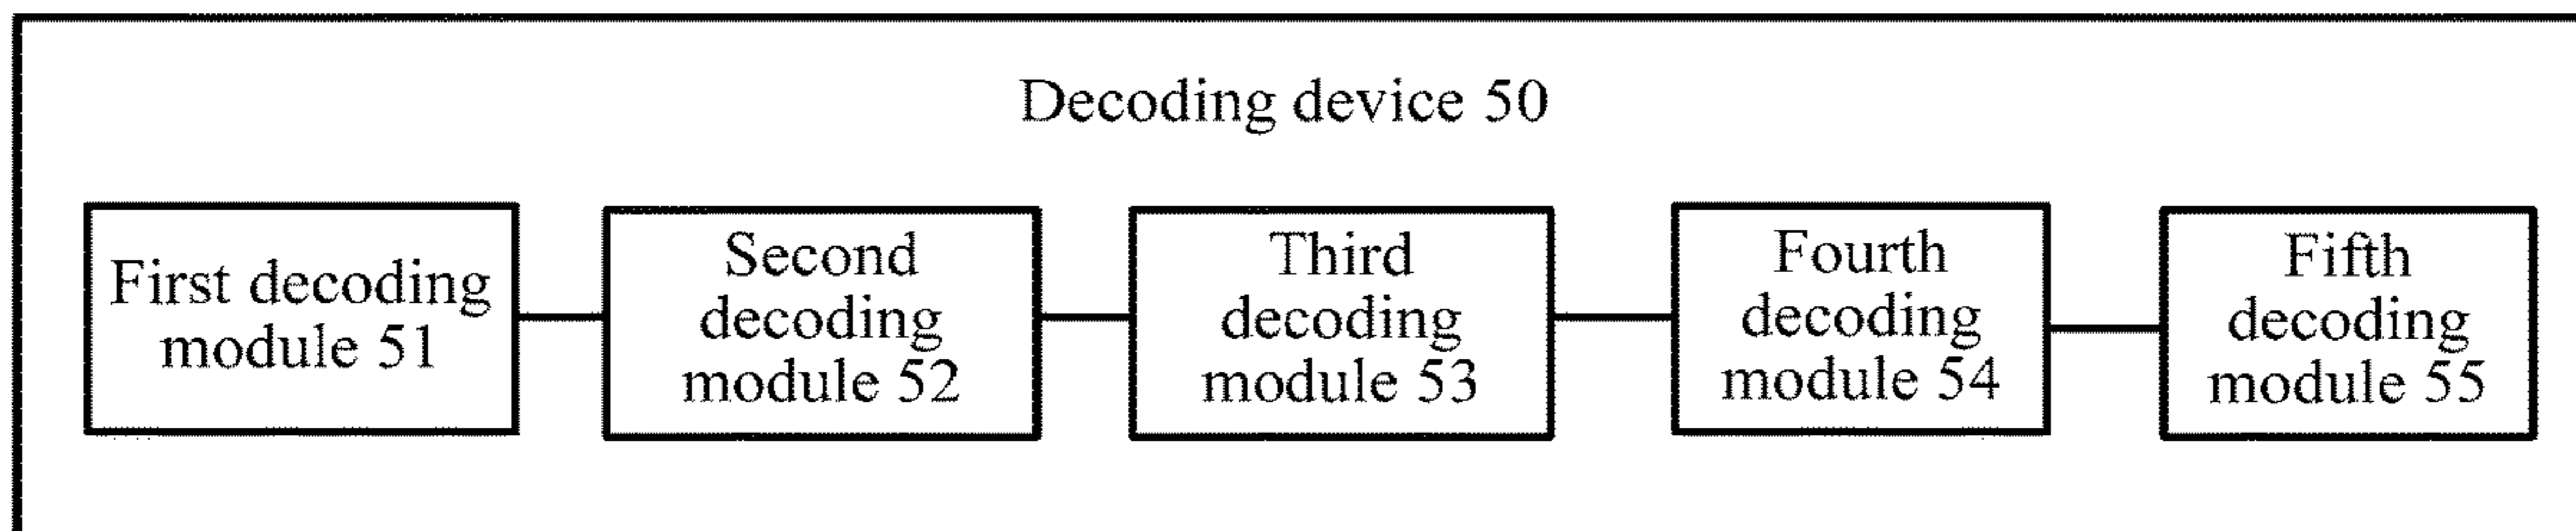 Decoding device 50
First decoding
module 51
Second
decoding
module 52
Third
decoding
module 53
Fourth
decoding
module 54
Fifth
decoding
module 55